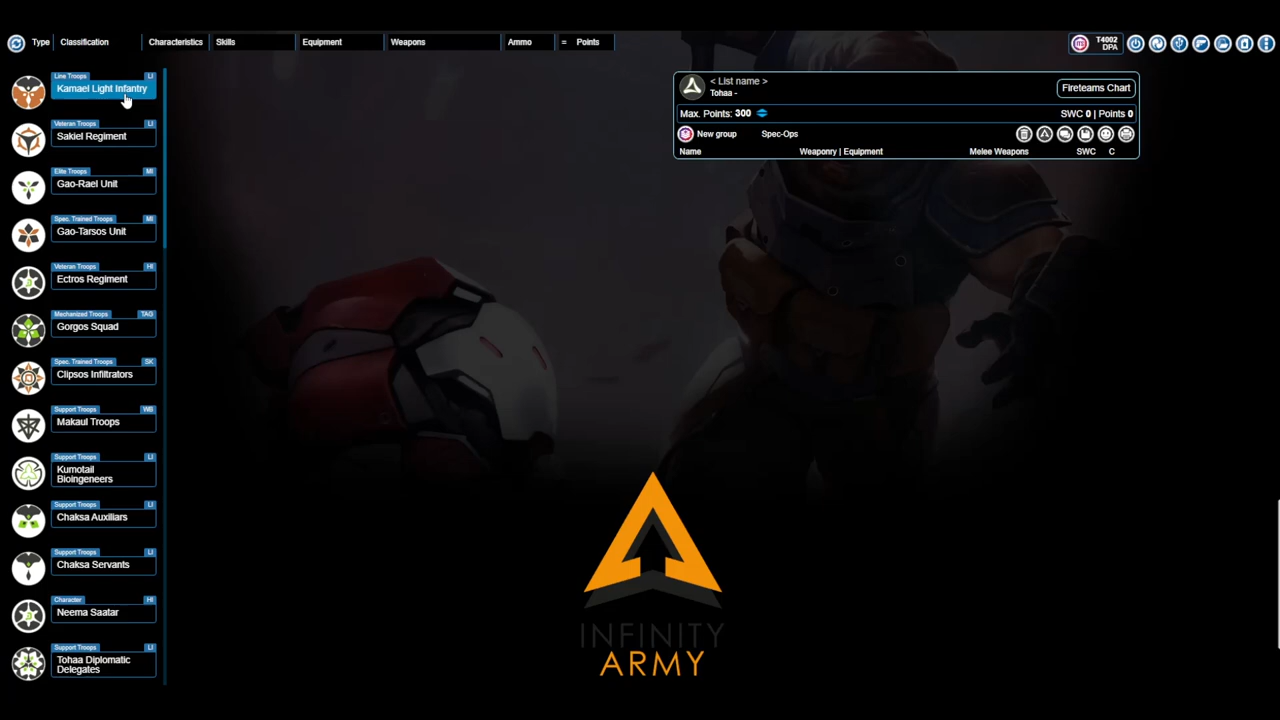 Type Classification Characteristics Skills Equipment Weapons Ammo = Points
T4002
DPA
Line Troops LI
Kamael Light Infantry
Veteran Troops LI
Sakiel Regiment
Elite Troops MI
Gao-Rael Unit
Spec. Trained Troops MI
Gao-Tarsos Unit
Veteran Troops HI
Ectros Regiment
Mechanized Troops TAG
Gorgos Squad
Spec. Trained Troops SK
Clipsos Infiltrators
Support Troops WB
Makaul Troops
Support Troops LI
Kumotail
Bioingeneers
Support Troops LI
Chaksa Auxiliars
Support Troops LI
Chaksa Servants
Character HI
Neema Saatar
Support Troops LI
Tohaa Diplomatic
Delegates
< List name >
Tohaa -
Fireteams Chart
Max. Points: 300 SWC 0 | Points 0
New group Spec-Ops
Name Weaponry | Equipment Melee Weapons SWC C
INFINITY
ARMY